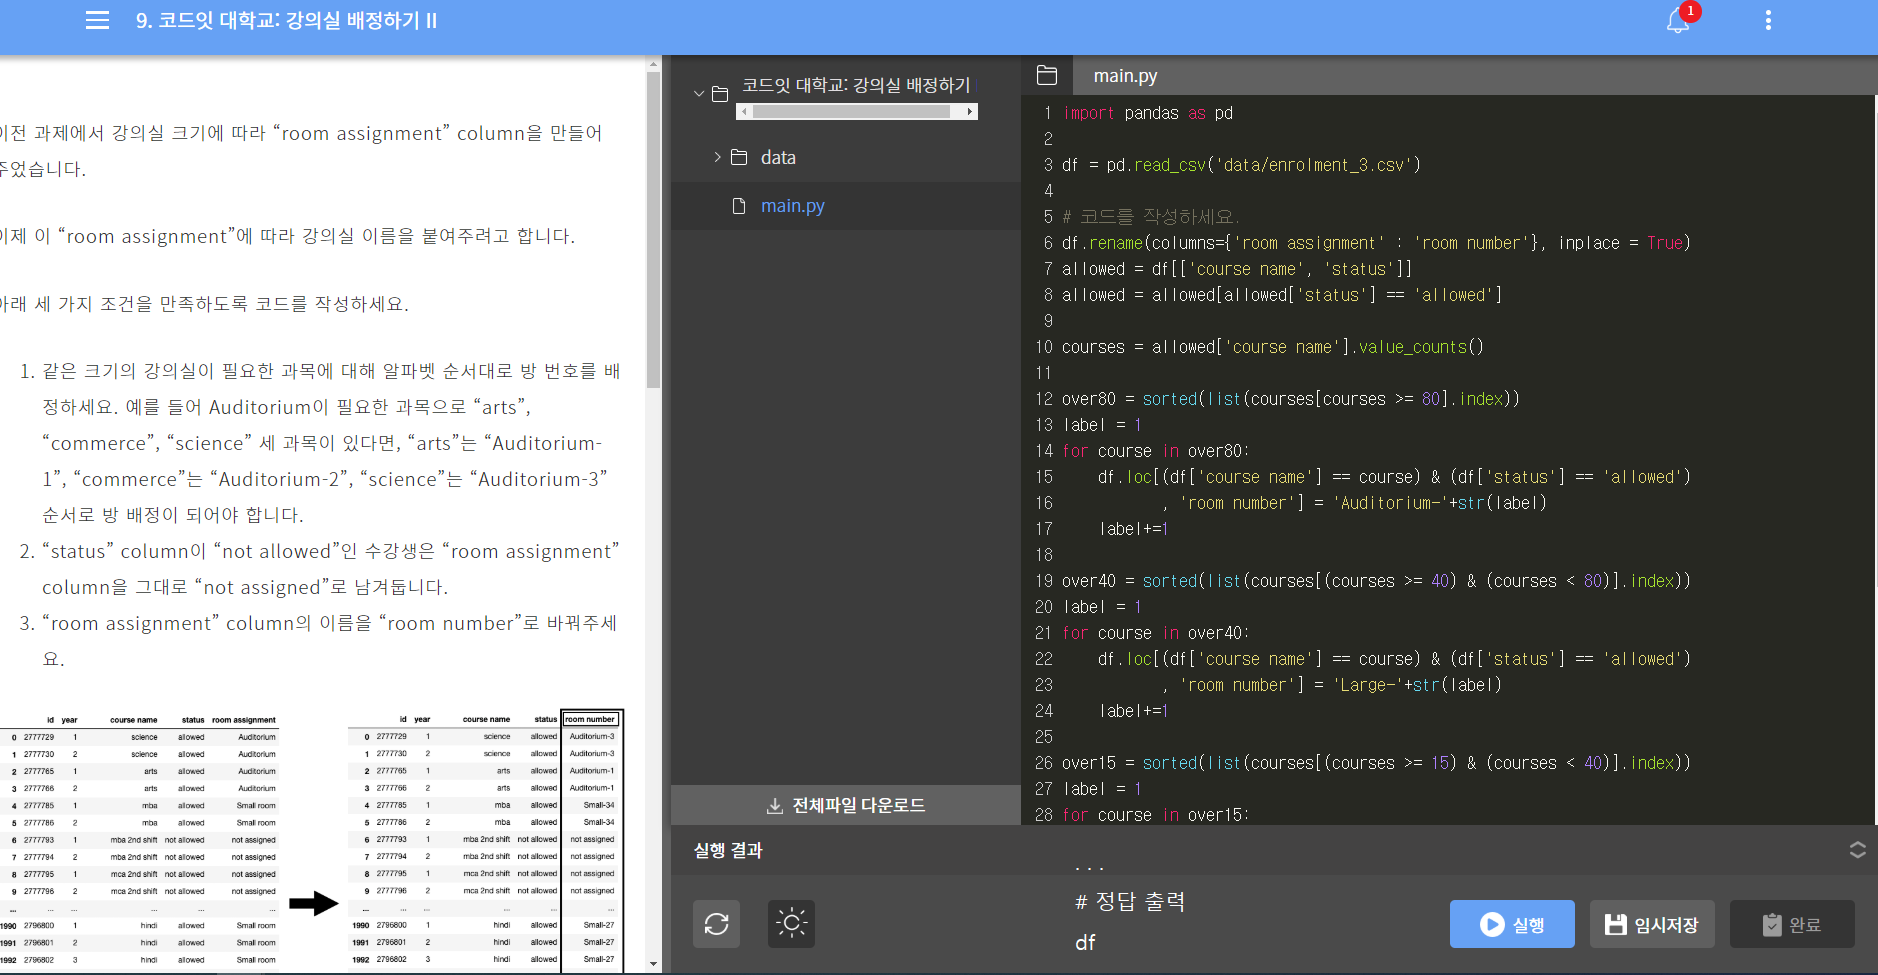 9. 코드잇 대학교: 강의실 배정하기 II
1
이전 과제에서 강의실 크기에 따라 “room assignment” column을 만들어
주었습니다.
이제 이 “room assignment”에 따라 강의실 이름을 붙여주려고 합니다.
아래 세 가지 조건을 만족하도록 코드를 작성하세요.
1. 같은 크기의 강의실이 필요한 과목에 대해 알파벳 순서대로 방 번호를 배
정하세요. 예를 들어 Auditorium이 필요한 과목으로 “arts”,
“commerce”, “science” 세 과목이 있다면, “arts”는 “Auditorium-
1”, “commerce”는 “Auditorium-2”, “science”는 “Auditorium-3”
순서로 방 배정이 되어야 합니다.
2. “status” column이 “not allowed”인 수강생은 “room assignment”
column을 그대로 “not assigned”로 남겨둡니다.
3. “room assignment” column의 이름을 “room number”로 바꿔주세
요.
id year course name status room assignment
0 2777729 1 science allowed Auditorium
1 2777730 2 science allowed Auditorium
2 2777765 1 arts allowed Auditorium
3 2777766 2 arts allowed Auditorium
4 2777785 1 mba allowed Small room
5 2777786 2 mba allowed Small room
6 2777793 1 mba 2nd shift not allowed not assigned
7 2777794 2 mba 2nd shift not allowed not assigned
8 2777795 1 mca 2nd shift not allowed not assigned
9 2777796 2 mca 2nd shift not allowed not assigned
... ... ... ... ... ...
1990 2796800 1 hindi allowed Small room
1991 2796801 2 hindi allowed Small room
1992 2796802 3 hindi allowed Small room
id year course name status room number
0 2777729 1 science allowed Auditorium-3
1 2777730 2 science allowed Auditorium-3
2 2777765 1 arts allowed Auditorium-1
3 2777766 2 arts allowed Auditorium-1
4 2777785 1 mba allowed Small-34
5 2777786 2 mba allowed Small-34
6 2777793 1 mba 2nd shift not allowed not assigned
7 2777794 2 mba 2nd shift not allowed not assigned
8 2777795 1 mca 2nd shift not allowed not assigned
9 2777796 2 mca 2nd shift not allowed not assigned
... ... ... ... ... ...
1990 2796800 1 hindi allowed Small-27
1991 2796801 2 hindi allowed Small-27
1992 2796802 3 hindi allowed Small-27
코드잇 대학교: 강의실 배정하기
data
main.py
전체파일 다운로드
main.py
1 import pandas as pd
2
3 df = pd.read_csv('data/enrolment_3.csv')
4
5 # 코드를 작성하세요.
6 df.rename(columns={'room assignment' : 'room number'}, inplace = True)
7 allowed = df[['course name', 'status']]
8 allowed = allowed[allowed['status'] == 'allowed']
9
10 courses = allowed['course name'].value_counts()
11
12 over80 = sorted(list(courses[courses >= 80].index))
13 label = 1
14 for course in over80:
15 df.loc[(df['course name'] == course) & (df['status'] == 'allowed')
16 , 'room number'] = 'Auditorium-'+str(label)
17 label+=1
18
19 over40 = sorted(list(courses[(courses >= 40) & (courses < 80)].index))
20 label = 1
21 for course in over40:
22 df.loc[(df['course name'] == course) & (df['status'] == 'allowed')
23 , 'room number'] = 'Large-'+str(label)
24 label+=1
25
26 over15 = sorted(list(courses[(courses >= 15) & (courses < 40)].index))
27 label = 1
28 for course in over15:
실행 결과
...
# 정답 출력
df
실행
임시저장
완료